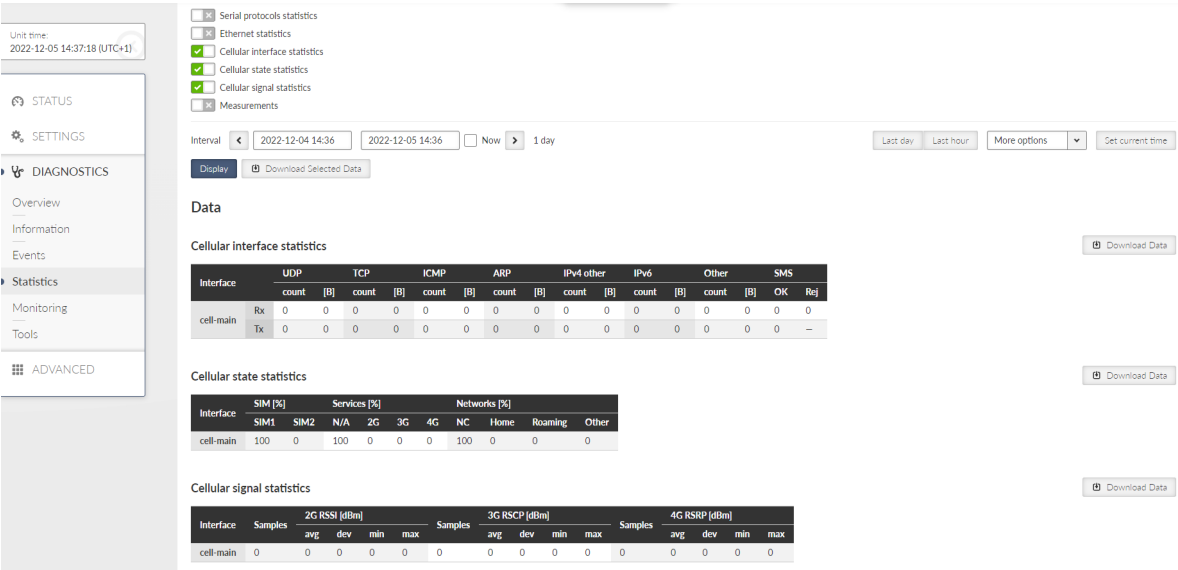 Serial protocols statistics
Ethernet statistics
Cellular interface statistics
Cellular state statistics
Cellular signal statistics
Measurements
Unit time:
2022-12-05 14:37:18 (UTC+1)
STATUS
SETTINGS
DIAGNOSTICS
Overview
Information
Events
Statistics
Monitoring
Tools
ADVANCED
Interval 2022-12-04 14:36 2022-12-05 14:36 Now 1 day Last day Last hour More options Set current time
Display Download Selected Data
Data
Cellular interface statistics Download Data
Interface UDP TCP ICMP ARP IPv4 other IPv6 Other SMS
count [B] count [B] count [B] count [B] count [B] count [B] count [B] OK Rej
cell-main Rx 0 0 0 0 0 0 0 0 0 0 0 0 0 0 0 0
Tx 0 0 0 0 0 0 0 0 0 0 0 0 0 0 0 –
Cellular state statistics Download Data
Interface SIM [%] Services [%] Networks [%]
SIM1 SIM2 N/A 2G 3G 4G NC Home Roaming Other
cell-main 100 0 100 0 0 0 100 0 0 0
Cellular signal statistics Download Data
Interface Samples 2G RSSI [dBm] Samples 3G RSCP [dBm] Samples 4G RSRP [dBm]
avg dev min max avg dev min max avg dev min max
cell-main 0 0 0 0 0 0 0 0 0 0 0 0 0 0 0